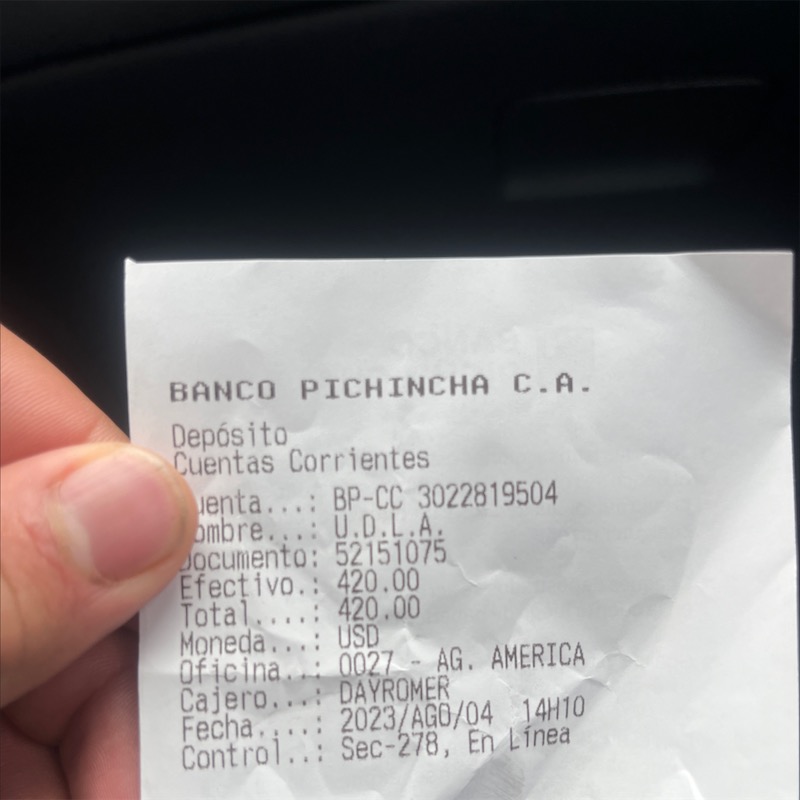 BANCO PICHINCHA C.A.
Depósito
Cuentas Corrientes
uenta...: BP-CC 3022819504
ombre...: U.D.L.A.
ocumento: 52151075
Efectivo.: 420.00
Total....: 420.00
Moneda...: USD
Oficina..: 0027 - AG. AMERICA
Cajero...: DAYROMER
Fecha....: 2023/AGO/04 14H10
Control..: Sec-278, En Línea